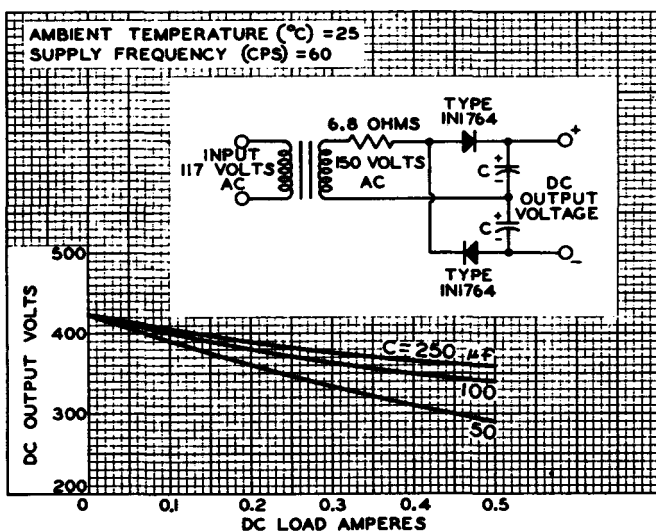 AMBIENT TEMPERATURE (°C) = 25
SUPPLY FREQUENCY (CPS) = 60
TYPE
IN1764
6.8 OHMS
+
INPUT
117 VOLTS
AC
150 VOLTS
AC
+
C
-
DC
OUTPUT
VOLTAGE
+
C
-
-
TYPE
IN1764
DC OUTPUT VOLTS
500
400
300
200
C=250 μf
100
50
0
0.1
0.2
0.3
0.4
0.5
DC LOAD AMPERES